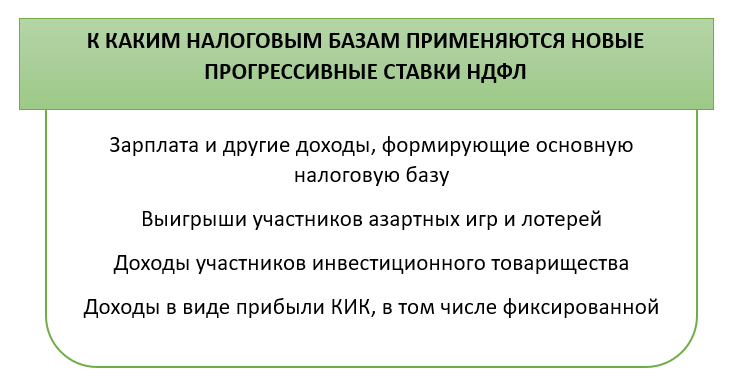 К КАКИМ НАЛОГОВЫМ БАЗАМ ПРИМЕНЯЮТСЯ НОВЫЕ
ПРОГРЕССИВНЫЕ СТАВКИ НДФЛ
Зарплата и другие доходы, формирующие основную
налоговую базу
Выигрыши участников азартных игр и лотерей
Доходы участников инвестиционного товарищества
Доходы в виде прибыли КИК, в том числе фиксированной